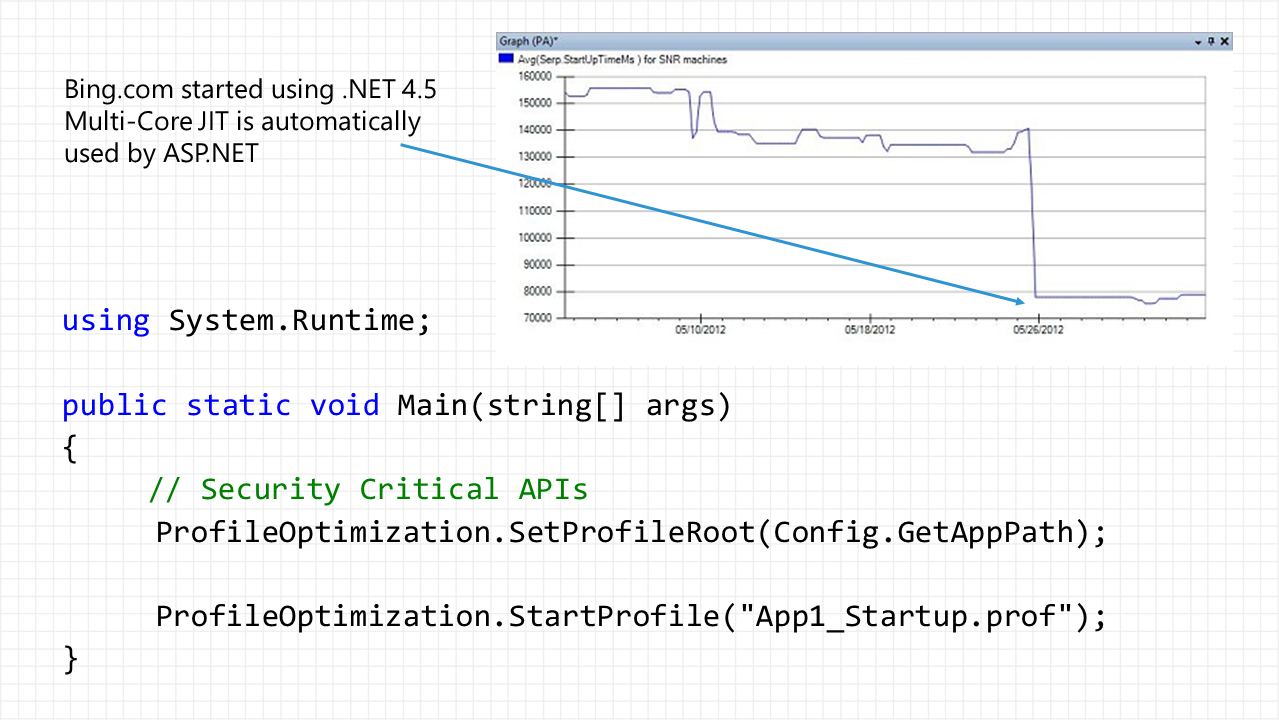 Graph (PA)*
Avg(Serp.StartUpTimeMs ) for SNR machines
Bing.com started using .NET 4.5
Multi-Core JIT is automatically
used by ASP.NET
160000
150000
140000
130000
120000
110000
100000
90000
80000
70000
05/10/2012 05/18/2012 05/26/2012
using System.Runtime;
public static void Main(string[] args)
{
// Security Critical APIs
ProfileOptimization.SetProfileRoot(Config.GetAppPath);
ProfileOptimization.StartProfile("App1_Startup.prof");
}